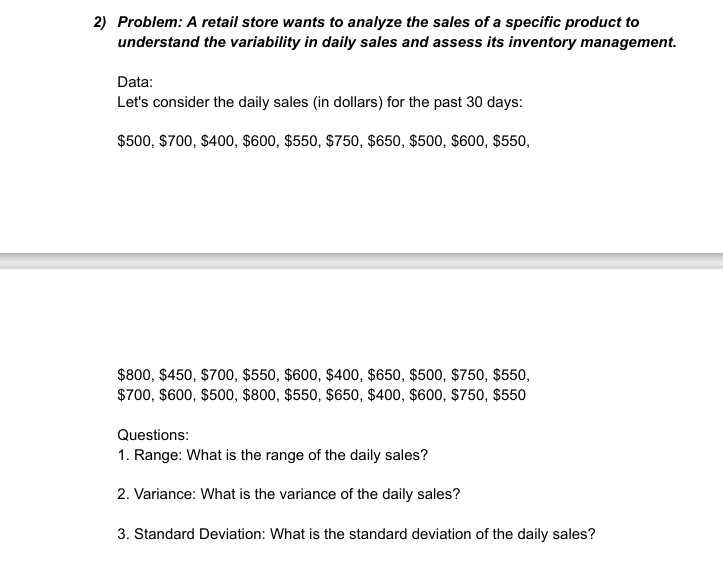 2) Problem: A retail store wants to analyze the sales of a specific product to
understand the variability in daily sales and assess its inventory management.
Data:
Let's consider the daily sales (in dollars) for the past 30 days:
$500, $700, $400, $600, $550, $750, $650, $500, $600, $550,
$800, $450, $700, $550, $600, $400, $650, $500, $750, $550,
$700, $600, $500, $800, $550, $650, $400, $600, $750, $550
Questions:
1. Range: What is the range of the daily sales?
2. Variance: What is the variance of the daily sales?
3. Standard Deviation: What is the standard deviation of the daily sales?